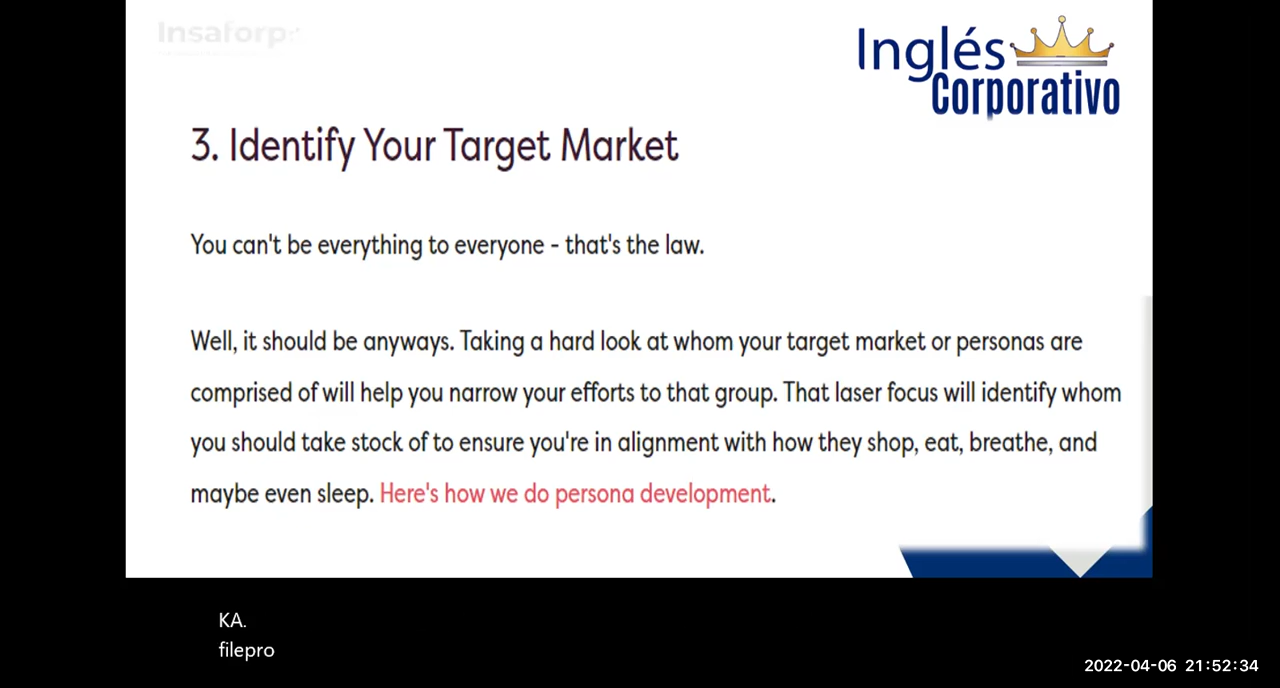 Insaforp
Inglés
Corporativo
3. Identify Your Target Market
You can't be everything to everyone - that's the law.
Well, it should be anyways. Taking a hard look at whom your target market or personas are
comprised of will help you narrow your efforts to that group. That laser focus will identify whom
you should take stock of to ensure you're in alignment with how they shop, eat, breathe, and
maybe even sleep. Here's how we do persona development.
KA.
filepro
2022-04-06 21:52:34